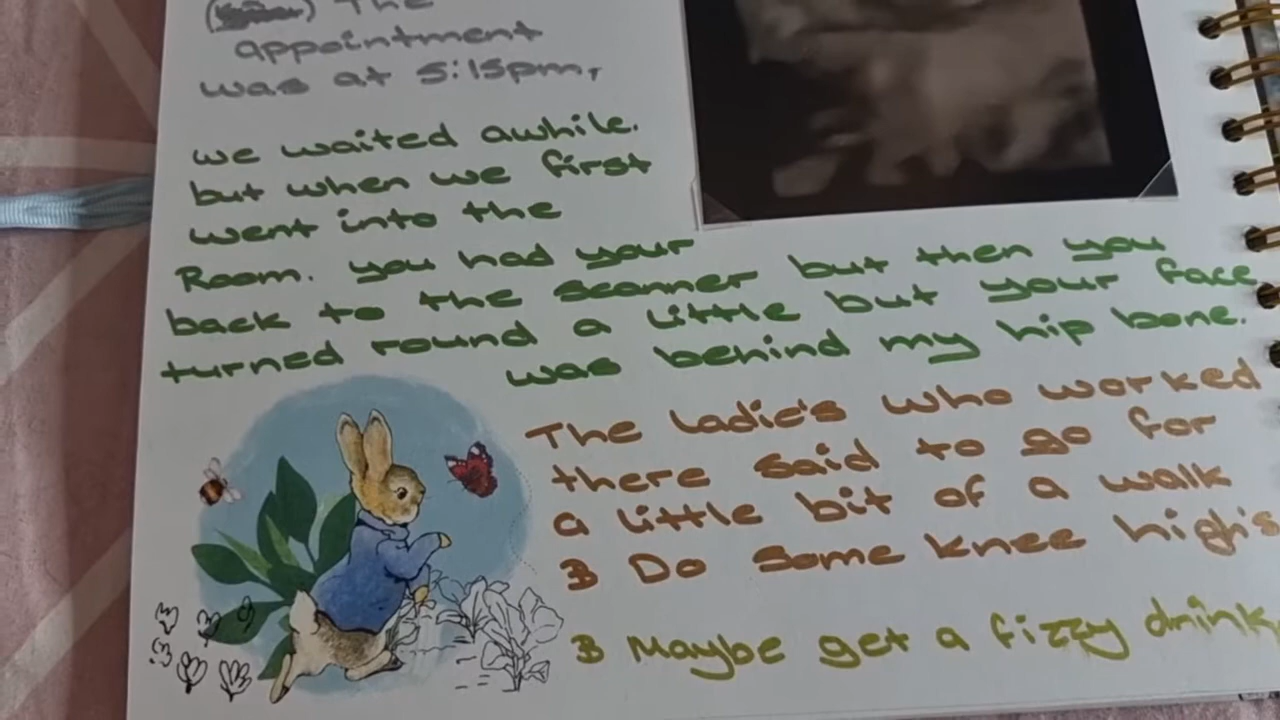 The
appointment
was at 5:15pm,
we waited awhile.
but when we first
went into the
Room. you had your
back to the scanner but then you
turned round a little but your face
was behind my hip bone.
The Ladie's who worked
there said to go for
a little bit of a walk
& Do some knee high's
& Maybe get a fizzy drink,